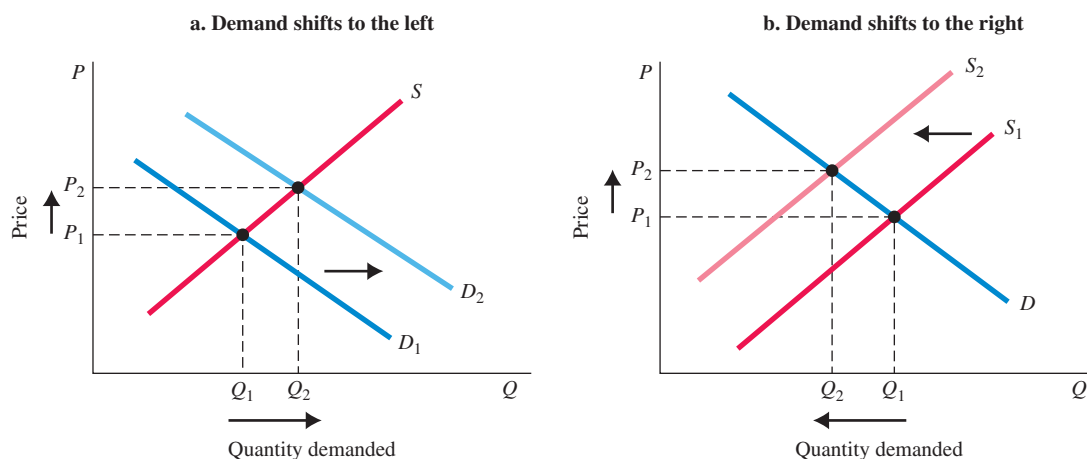 a. Demand shifts to the left
P
S
P2
P1
Price
D2
D1
Q1
Q2
Q
Quantity demanded
b. Demand shifts to the right
P
S2
S1
P2
P1
Price
D
Q2
Q1
Q
Quantity demanded